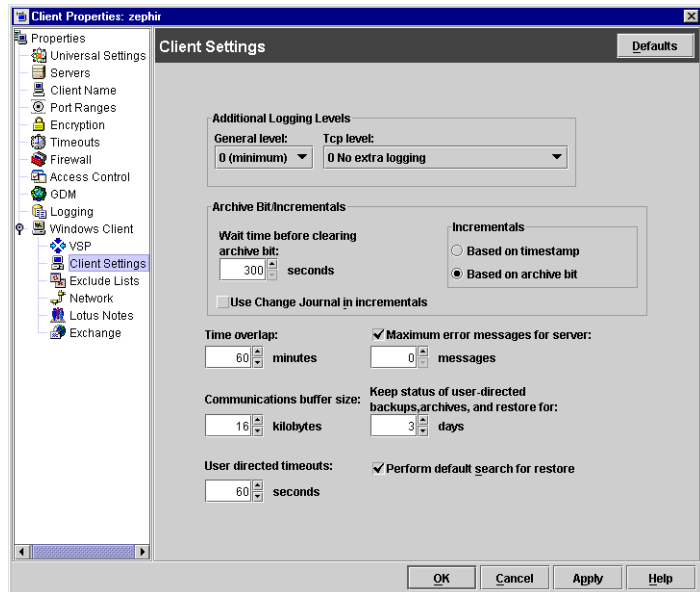 Client Properties: zephir
Properties
Universal Settings
Servers
Client Name
Port Ranges
Encryption
Timeouts
Firewall
Access Control
GDM
Logging
Windows Client
VSP
Client Settings
Exclude Lists
Network
Lotus Notes
Exchange
Client Settings
Defaults
Additional Logging Levels
General level: Tcp level:
0 (minimum) 0 No extra logging
Archive Bit/Incrementals
Wait time before clearing
archive bit:
300 seconds
Incrementals
Based on timestamp
Based on archive bit
Use Change Journal in incrementals
Time overlap:
60 minutes
Maximum error messages for server:
0 messages
Communications buffer size:
16 kilobytes
Keep status of user-directed
backups,archives, and restore for:
3 days
User directed timeouts:
60 seconds
Perform default search for restore
OK Cancel Apply Help